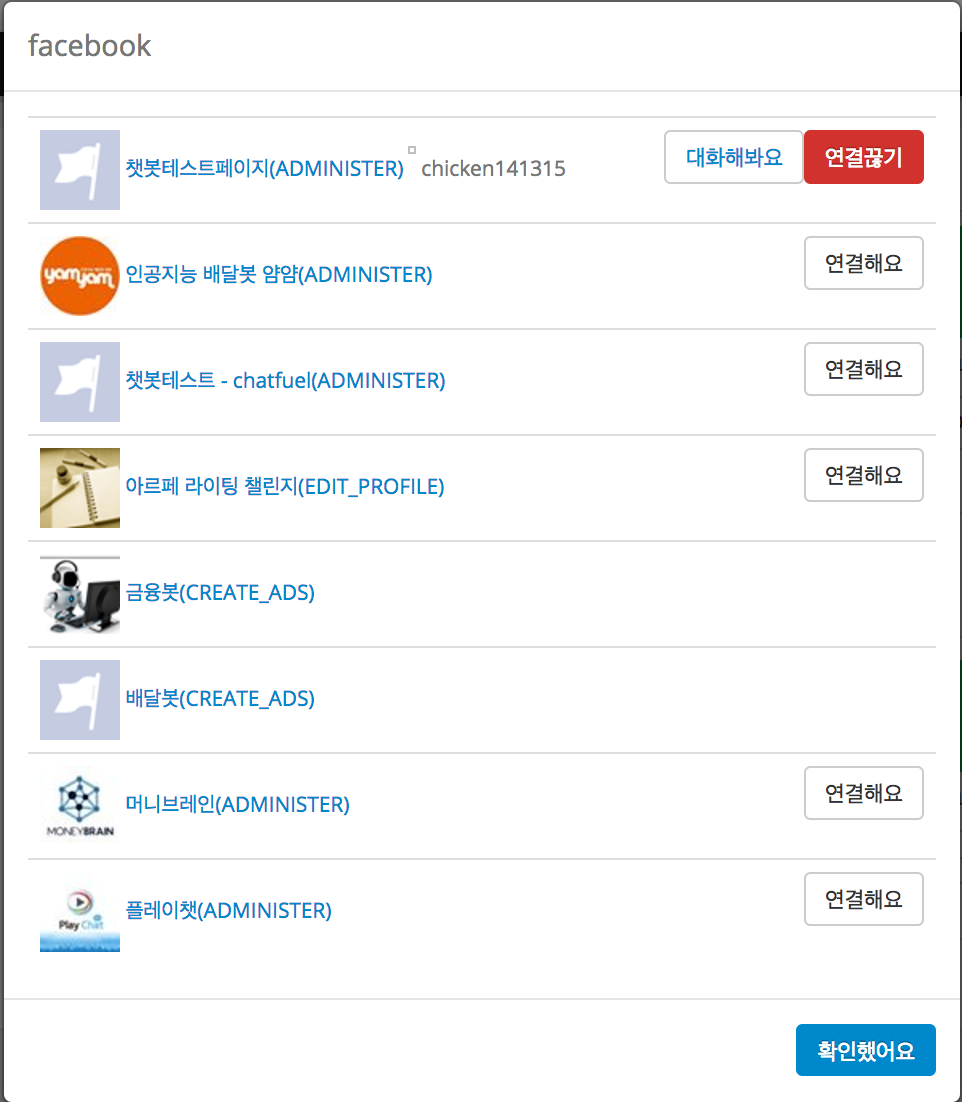 facebook
챗봇테스트페이지(ADMINISTER) chicken141315 대화해봐요 연결끊기
yamyam 인공지능 배달봇 얌얌(ADMINISTER) 연결해요
챗봇테스트 - chatfuel(ADMINISTER) 연결해요
아르페 라이팅 챌린지(EDIT_PROFILE) 연결해요
금융봇(CREATE_ADS)
배달봇(CREATE_ADS)
머니브레인(ADMINISTER) 연결해요
MONEYBRAIN
플레이챗(ADMINISTER) 연결해요
Play Chat
확인했어요